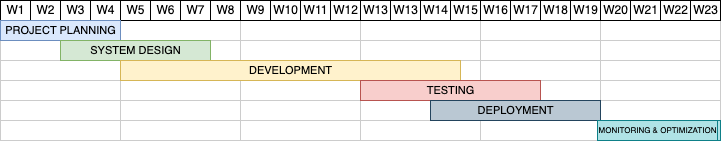 W1 W2 W3 W4 W5 W6 W7 W8 W9 W10 W11 W12 W13 W13 W14 W15 W16 W17 W18 W19 W20 W21 W22 W23
PROJECT PLANNING
SYSTEM DESIGN
DEVELOPMENT
TESTING
DEPLOYMENT
MONITORING & OPTIMIZATION